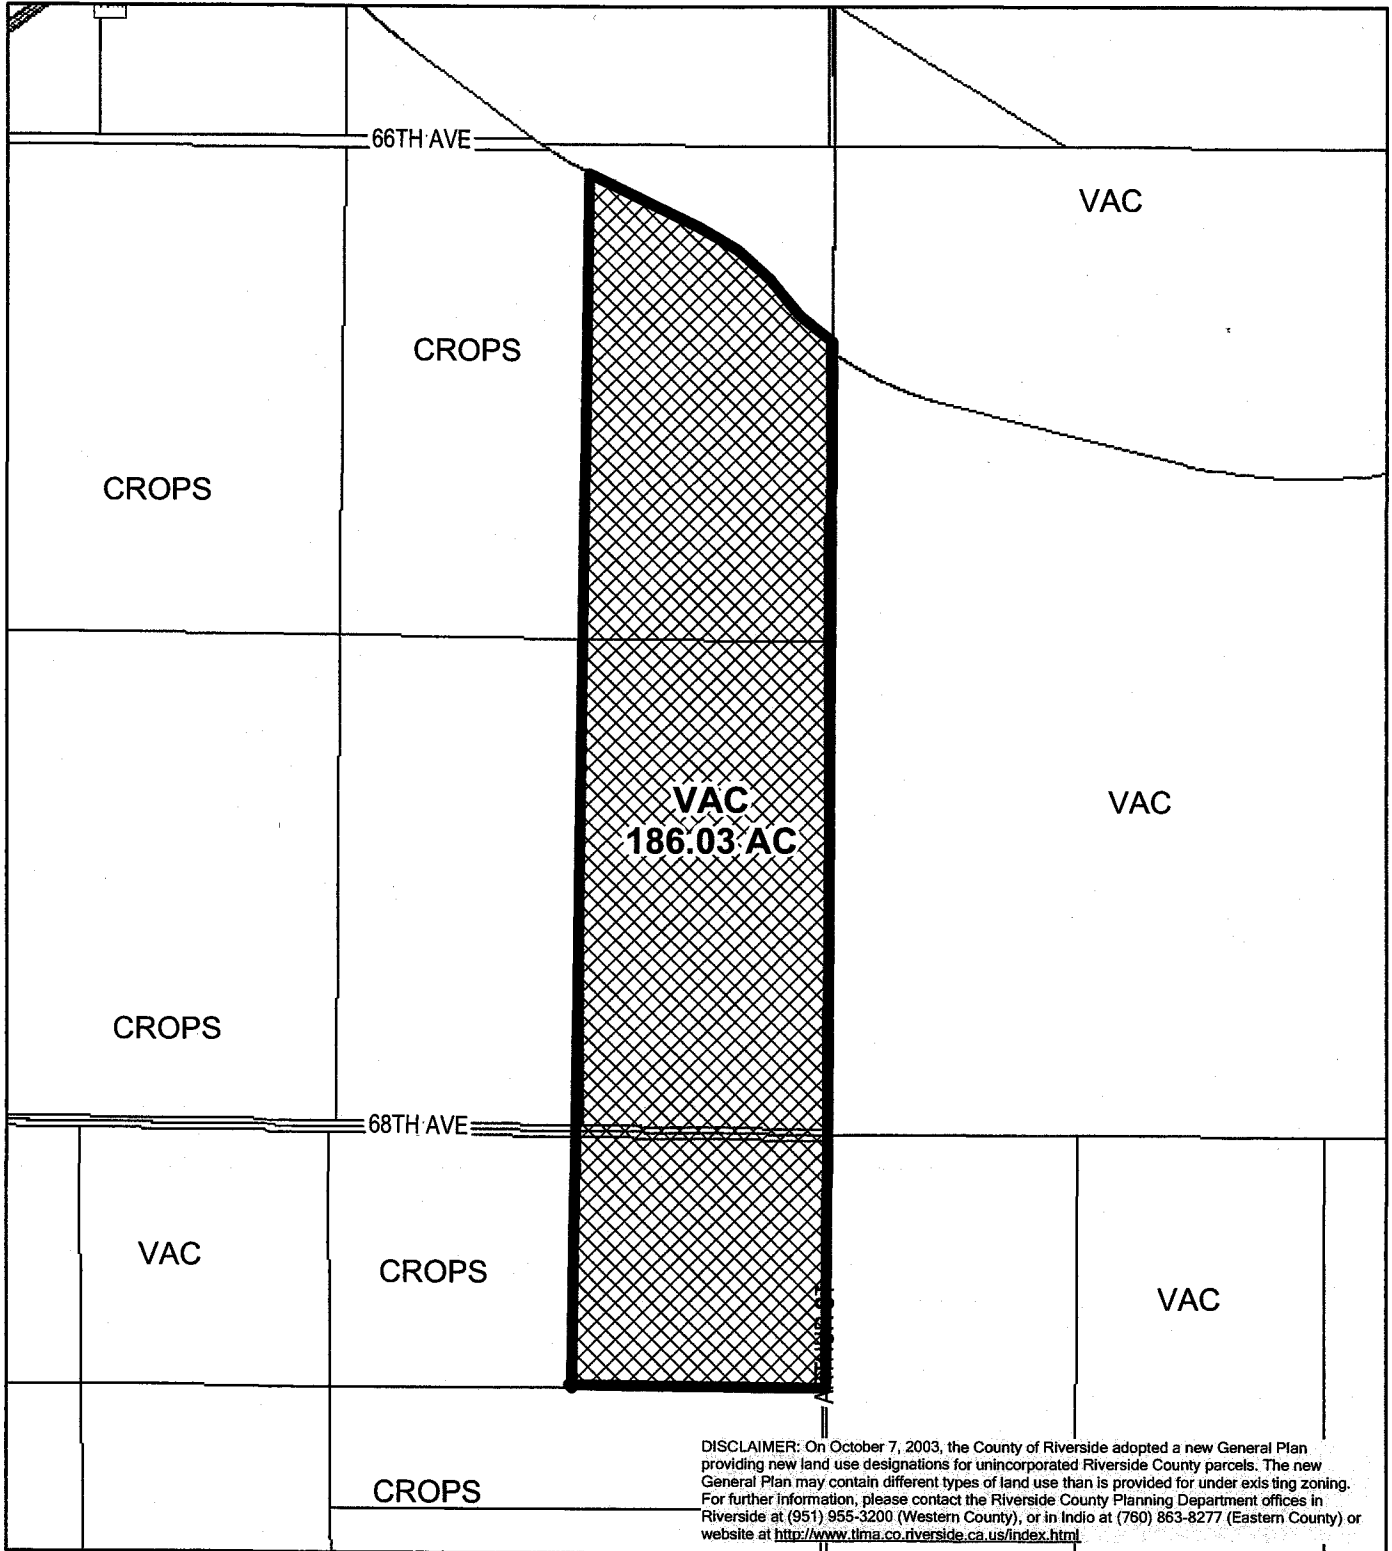 66TH AVE
VAC
CROPS
CROPS
VAC
186.03 AC
VAC
CROPS
68TH AVE
VAC
CROPS
VAC
CROPS
DISCLAIMER: On October 7, 2003, the County of Riverside adopted a new General Plan
providing new land use designations for unincorporated Riverside County parcels. The new
General Plan may contain different types of land use than is provided for under existing zoning.
For further information, please contact the Riverside County Planning Department offices in
Riverside at (951) 955-3200 (Western County), or in Indio at (760) 863-8277 (Eastern County) or
website at http://www.tlma.co.riverside.ca.us/index.html